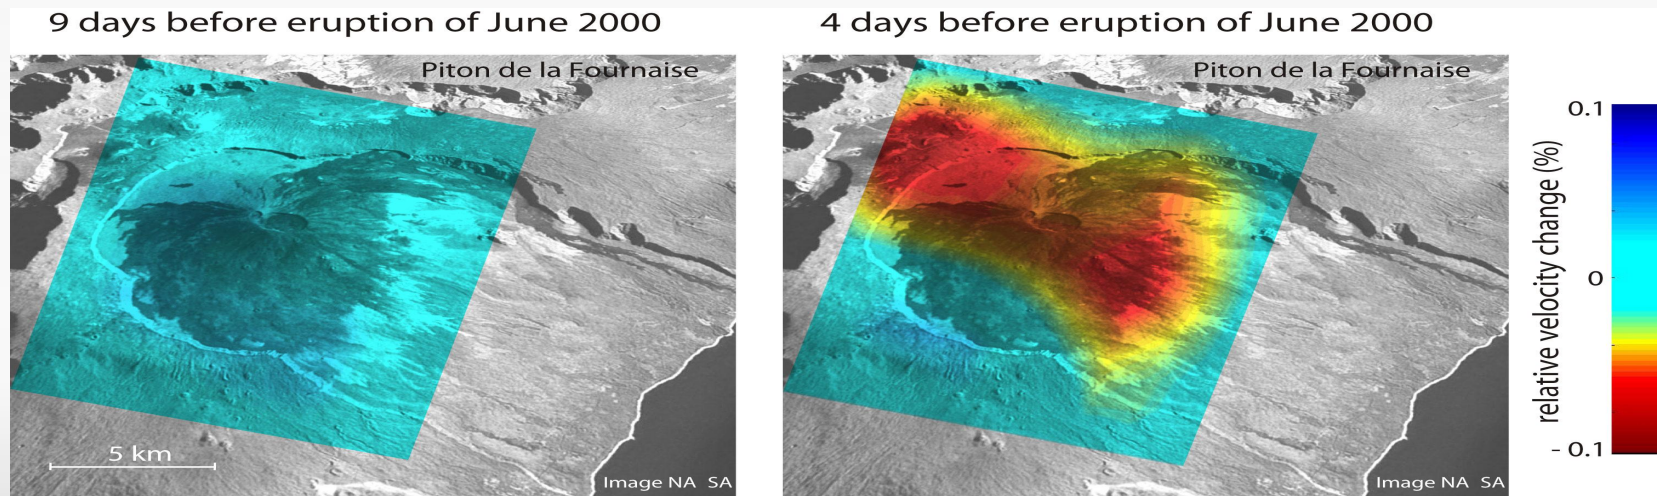 9 days before eruption of June 2000
4 days before eruption of June 2000
Piton de la Fournaise
Piton de la Fournaise
0.1
0
- 0.1
relative velocity change (%)
5 km
Image NA SA
Image NA SA